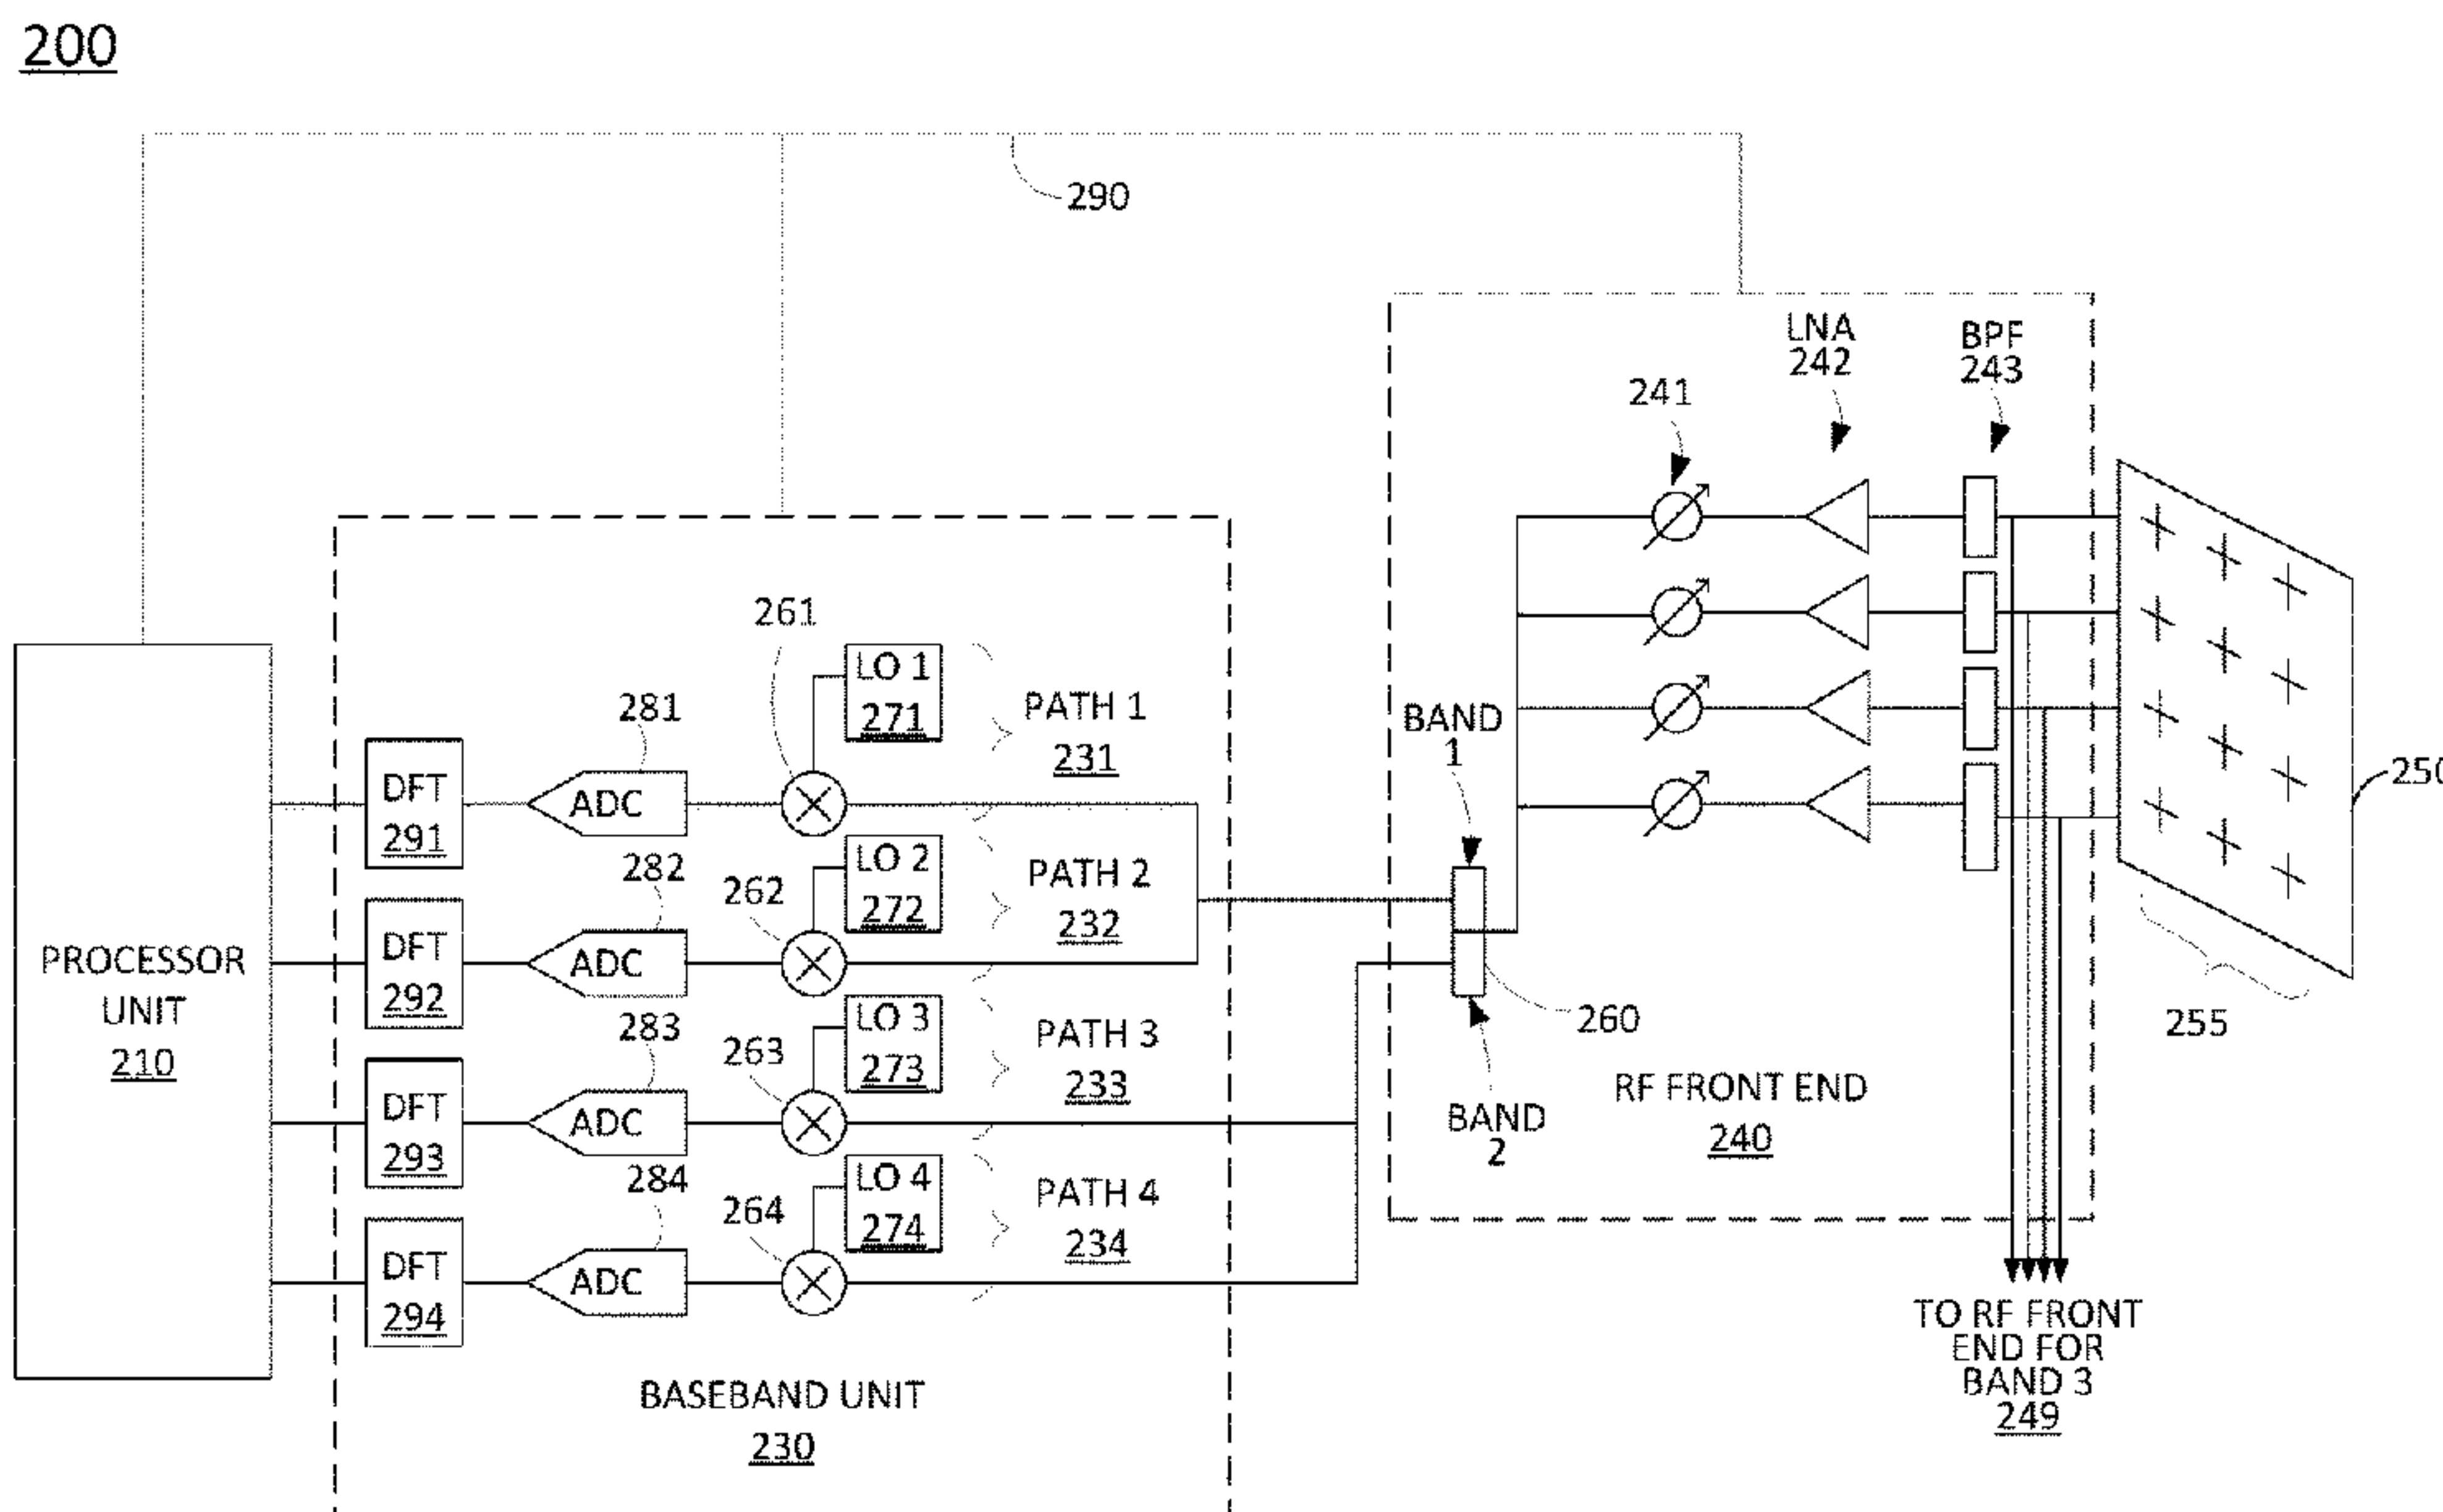 200
290
LNA
242
BPF
243
241
261
LO 1
271
PATH 1
231
281
DFT
291
ADC
BAND
1
282
262
LO 2
272
PATH 2
232
PROCESSOR
UNIT
210
DFT
292
ADC
283
263
LO 3
273
PATH 3
233
DFT
293
ADC
284
264
LO 4
274
PATH 4
234
DFT
294
ADC
BASEBAND UNIT
230
260
BAND
2
RF FRONT END
240
250
255
TO RF FRONT
END FOR
BAND 3
249